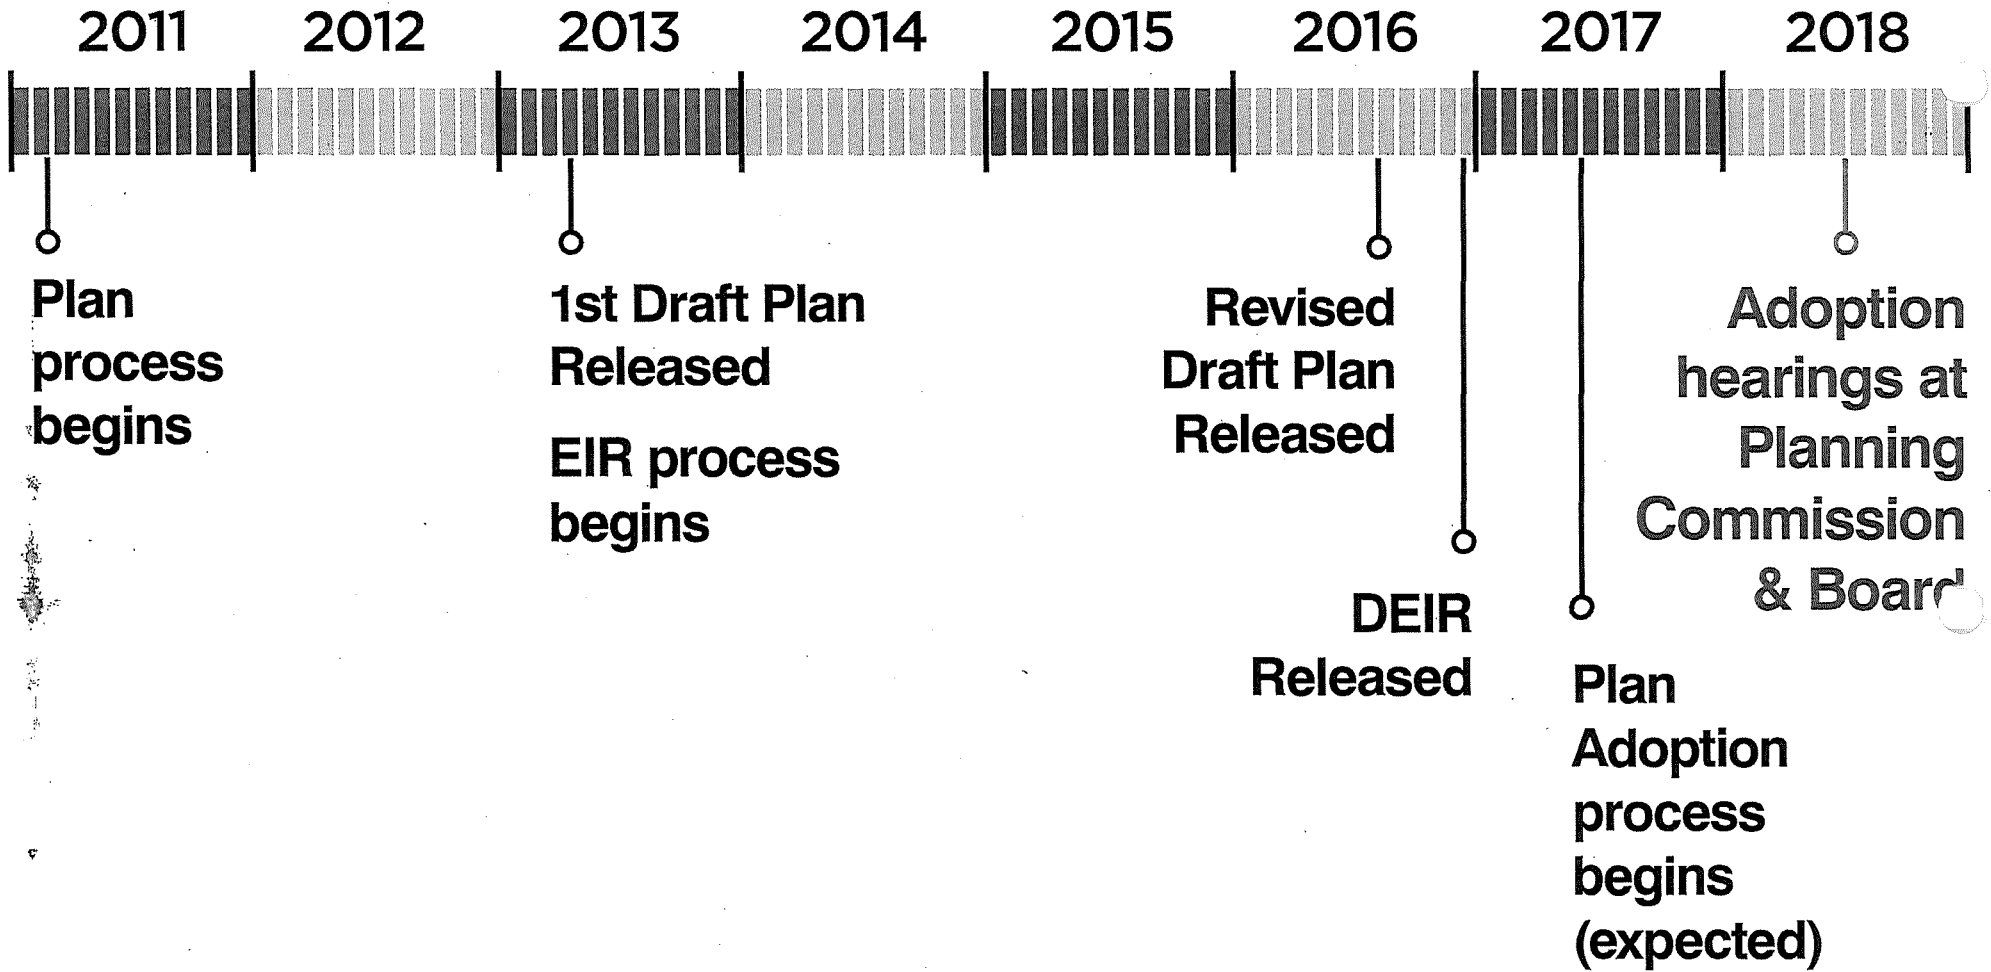 2011 2012 2013 2014 2015 2016 2017 2018
Plan
process
begins
1st Draft Plan
Released
EIR process
begins
Revised
Draft Plan
Released
DEIR
Released
Plan
Adoption
process
begins
(expected)
Adoption
hearings at
Planning
Commission
& Board